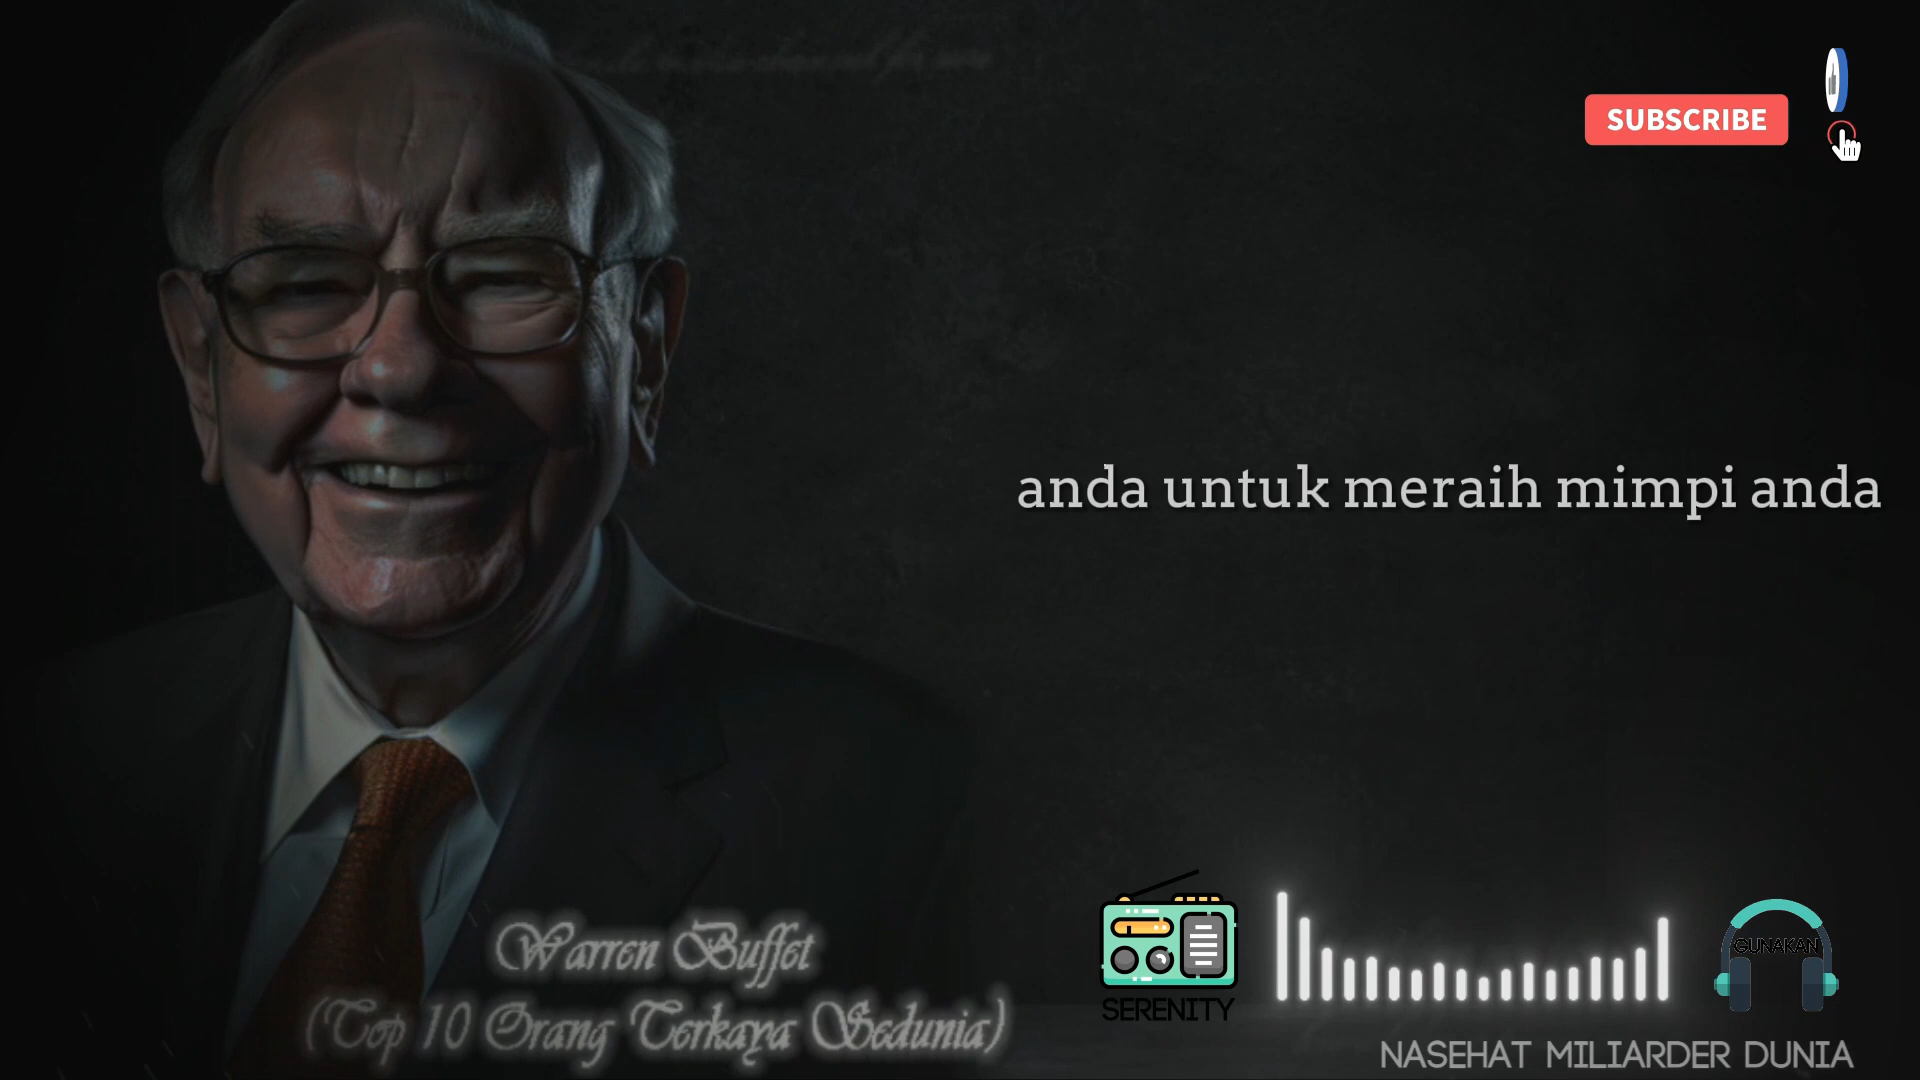 SUBSCRIBE
anda untuk meraih mimpi anda
Warren Buffet
(Top 10 Orang Terkaya Sedunia)
SERENITY
GUNAKAN
NASEHAT MILIARDER DUNIA